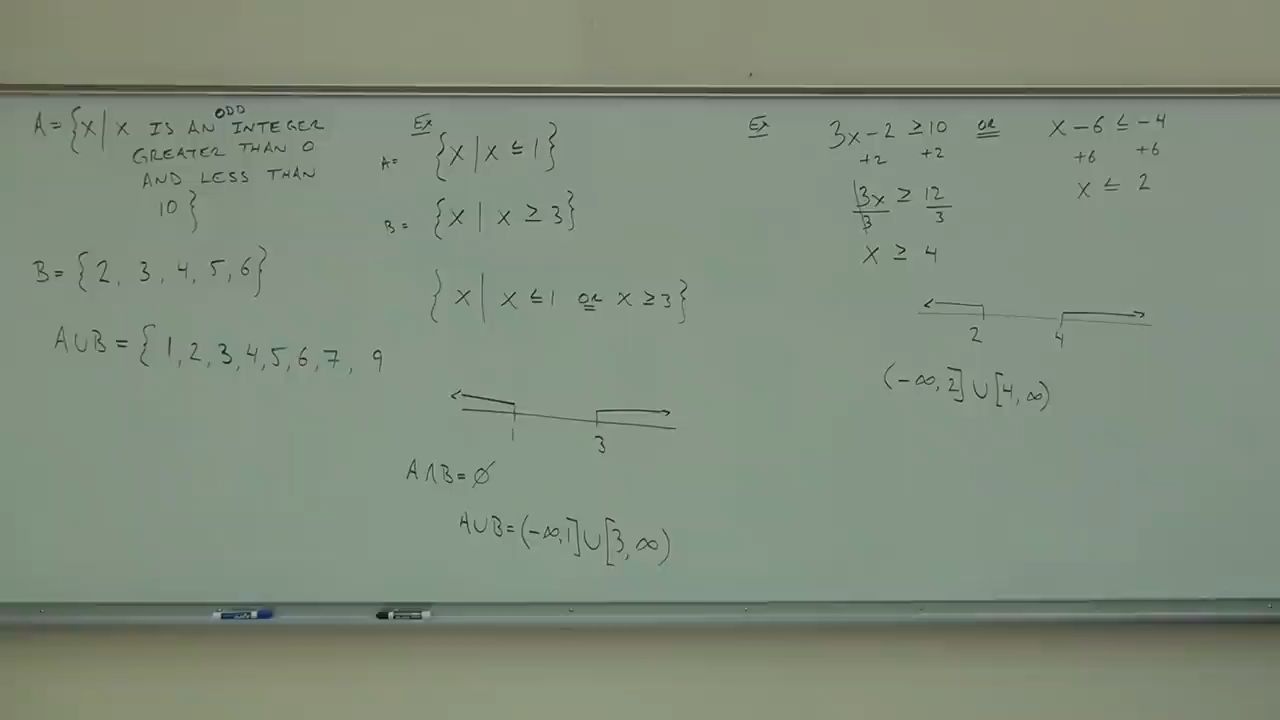 A = {x | x IS AN ODD INTEGER
GREATER THAN 0
AND LESS THAN
10}
B = {2, 3, 4, 5, 6}
A∪B = {1, 2, 3, 4, 5, 6, 7, 9
Ex
A= {x | x ≤ 1}
B= {x | x ≥ 3}
{x | x ≤ 1 or x ≥ 3}
1 3
A∩B = ∅
A∪B = (-∞, 1] ∪ [3, ∞)
Ex
3x - 2 ≥ 10 or x - 6 ≤ -4
+2 +2 +6 +6
3x/3 ≥ 12/3 x ≤ 2
x ≥ 4
2 4
(-∞, 2] ∪ [4, ∞)